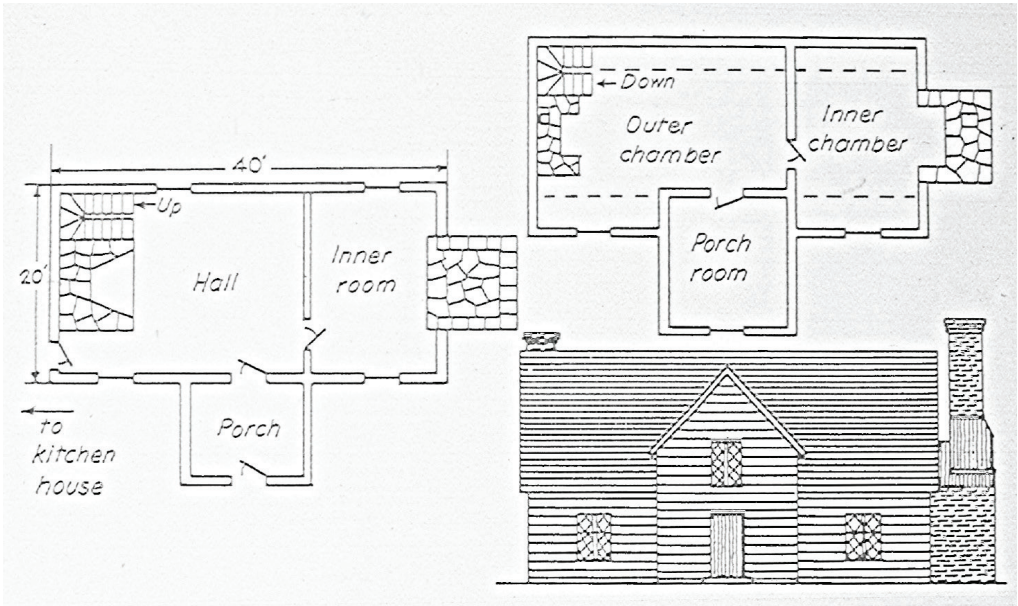 40'
Up
20'
Hall
Inner
room
Porch
to
kitchen
house
Down
Outer
chamber
Inner
chamber
Porch
room